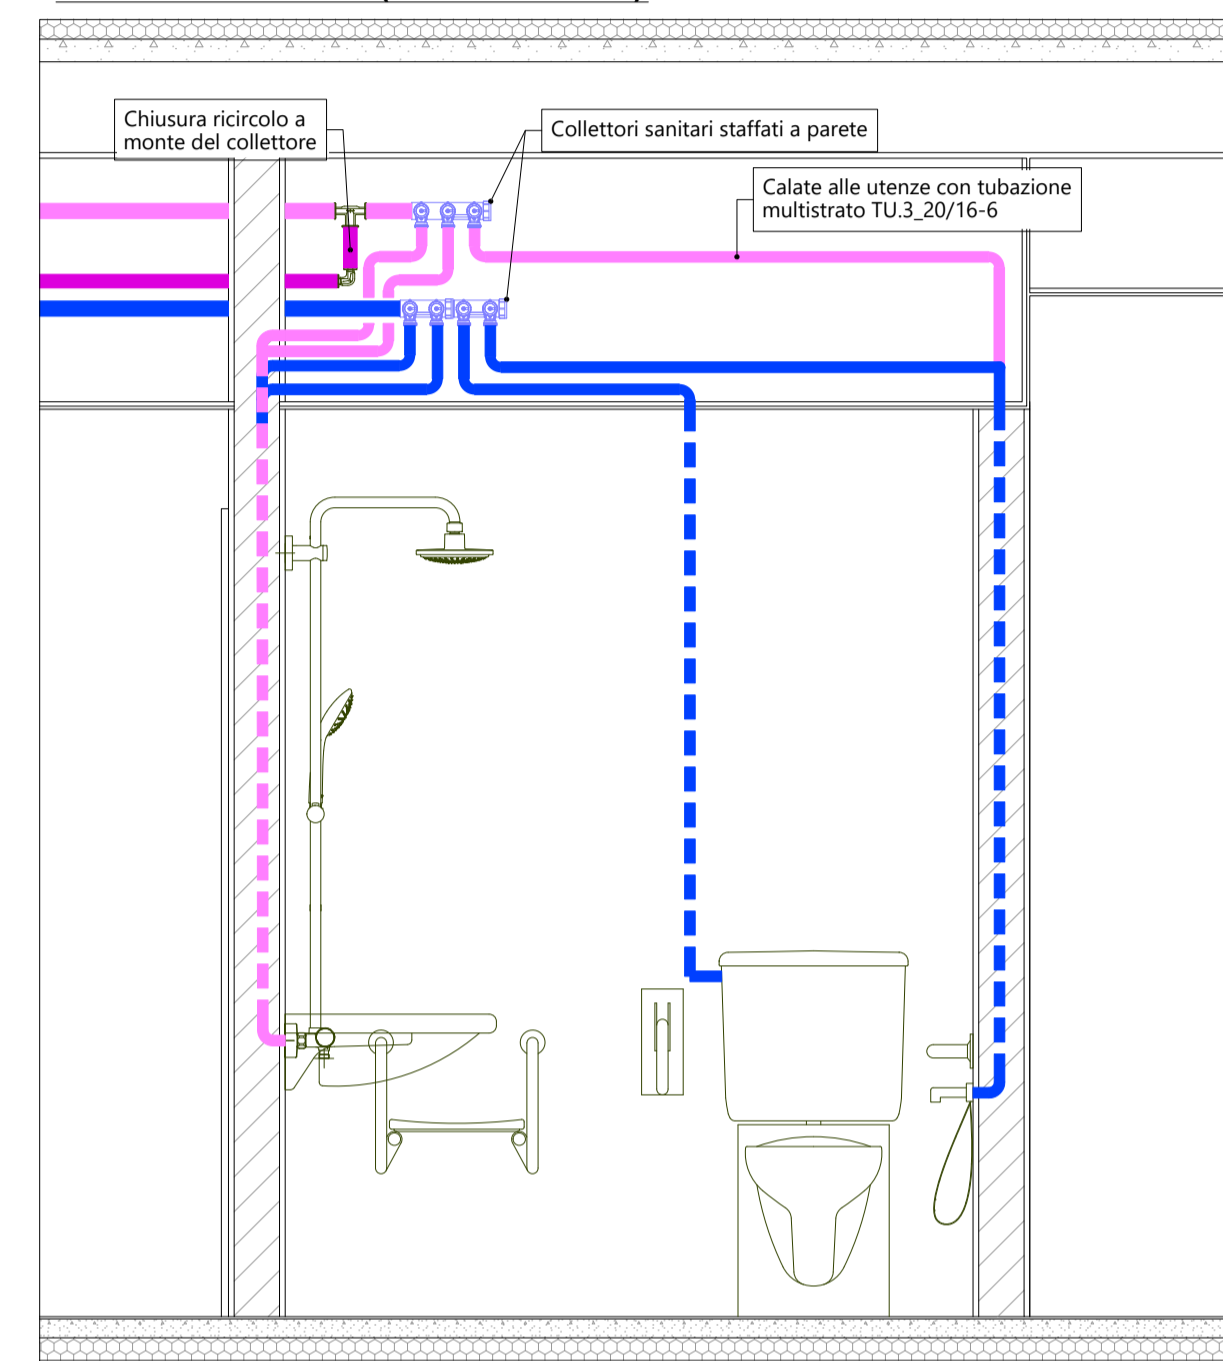 Chiusura ricircolo a
monte del collettore
Collettori sanitari staffati a parete
Calate alle utenze con tubazione
multistrato TU.3_20/16-6